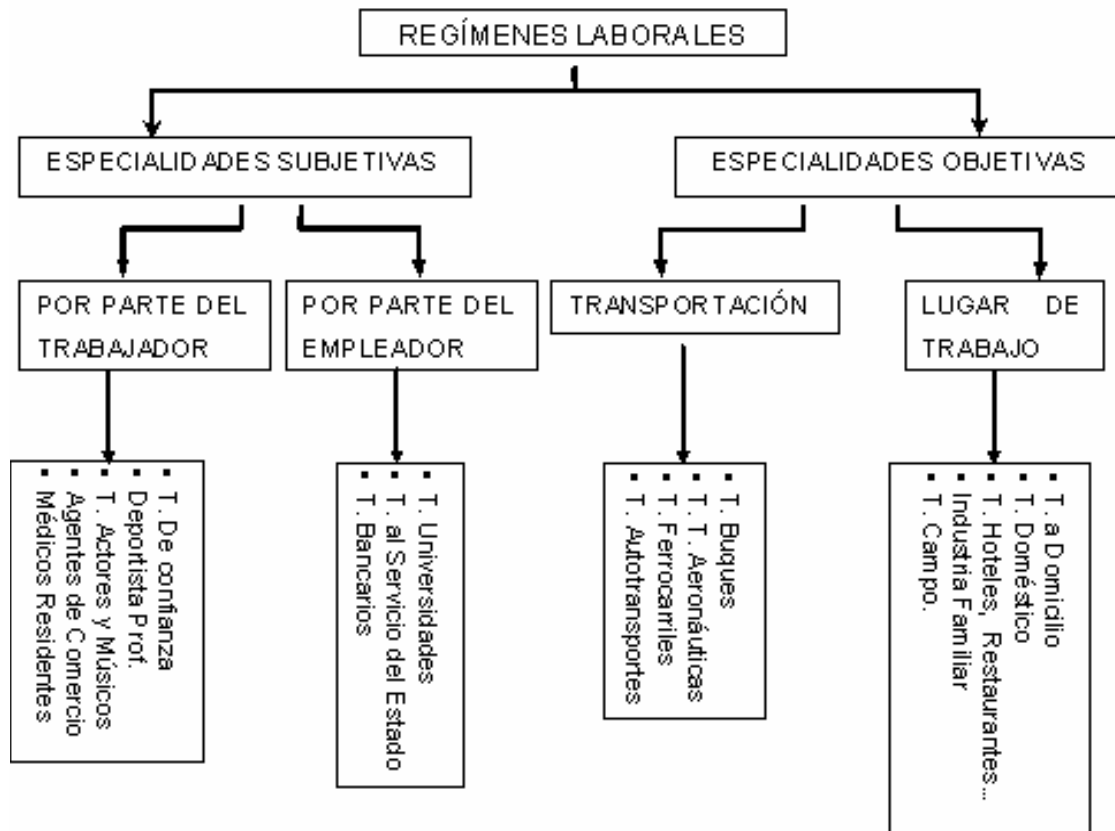 REGÍMENES LABORALES
ESPECIALIDADES SUBJETIVAS
ESPECIALIDADES OBJETIVAS
POR PARTE DEL
TRABAJADOR
POR PARTE DEL
EMPLEADOR
TRANSPORTACIÓN
LUGAR DE
TRABAJO
▪ T. De confianza
▪ Deportista Prof.
▪ T. Actores y Músicos
▪ Agentes de Comercio
▪ Médicos Residentes
▪ T. Universidades
▪ T. al Servicio del Estado
▪ T. Bancarios
▪ T. Buques
▪ T. T. Aeronáuticas
▪ T. Ferrocarriles
▪ T. Autotransportes
▪ T. a Domicilio
▪ T. Doméstico
▪ T. Hoteles, Restaurantes...
▪ Industria Familiar
▪ T. Campo.